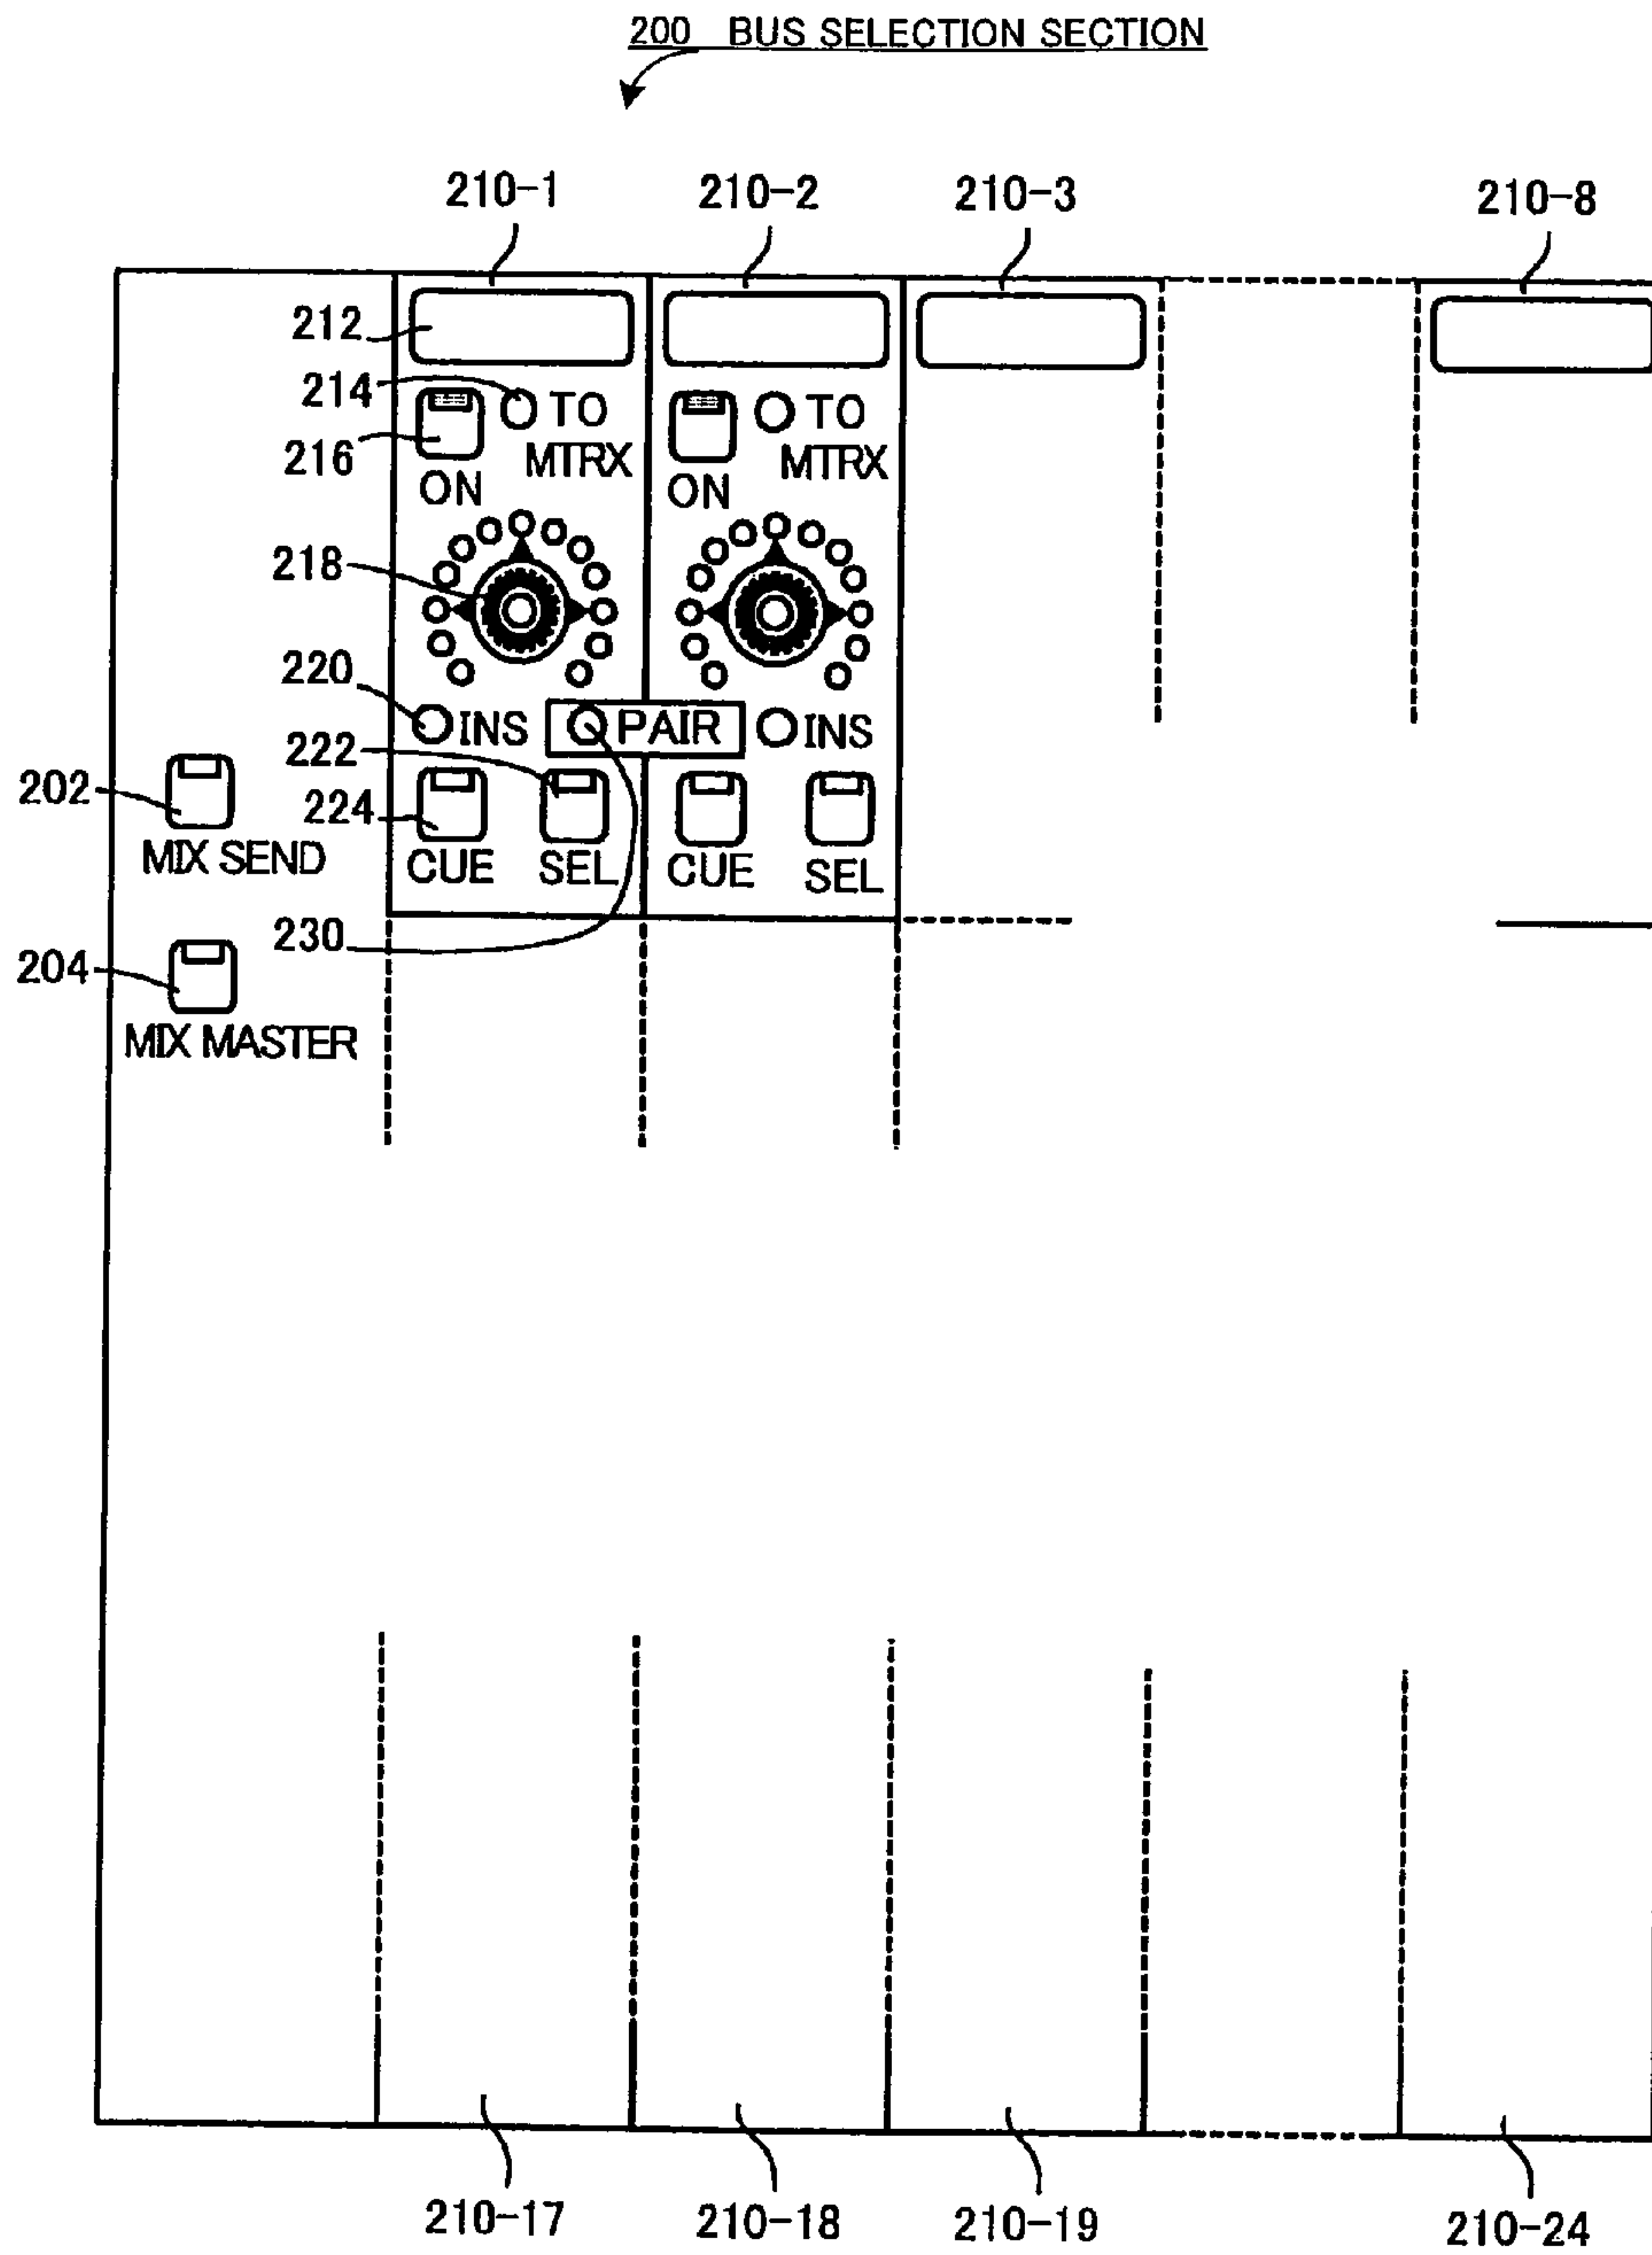 200 BUS SELECTION SECTION
210-1 210-2 210-3 210-8
212
214 TO TO
216 MTRX MTRX
ON ON
218
220 INS PAIR INS
222
202 224
CUE SEL CUE SEL
MIX SEND
230
204
MIX MASTER
210-17 210-18 210-19 210-24